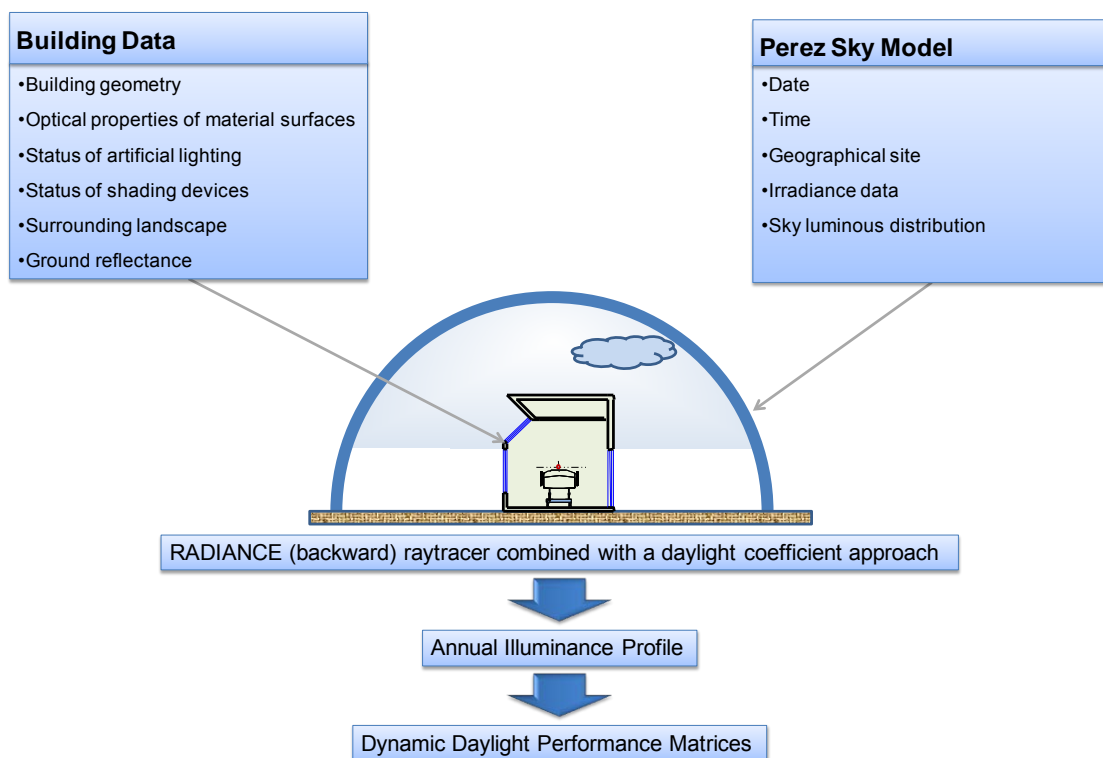 Building Data
•Building geometry
•Optical properties of material surfaces
•Status of artificial lighting
•Status of shading devices
•Surrounding landscape
•Ground reflectance
Perez Sky Model
•Date
•Time
•Geographical site
•Irradiance data
•Sky luminous distribution
RADIANCE (backward) raytracer combined with a daylight coefficient approach
Annual Illuminance Profile
Dynamic Daylight Performance Matrices